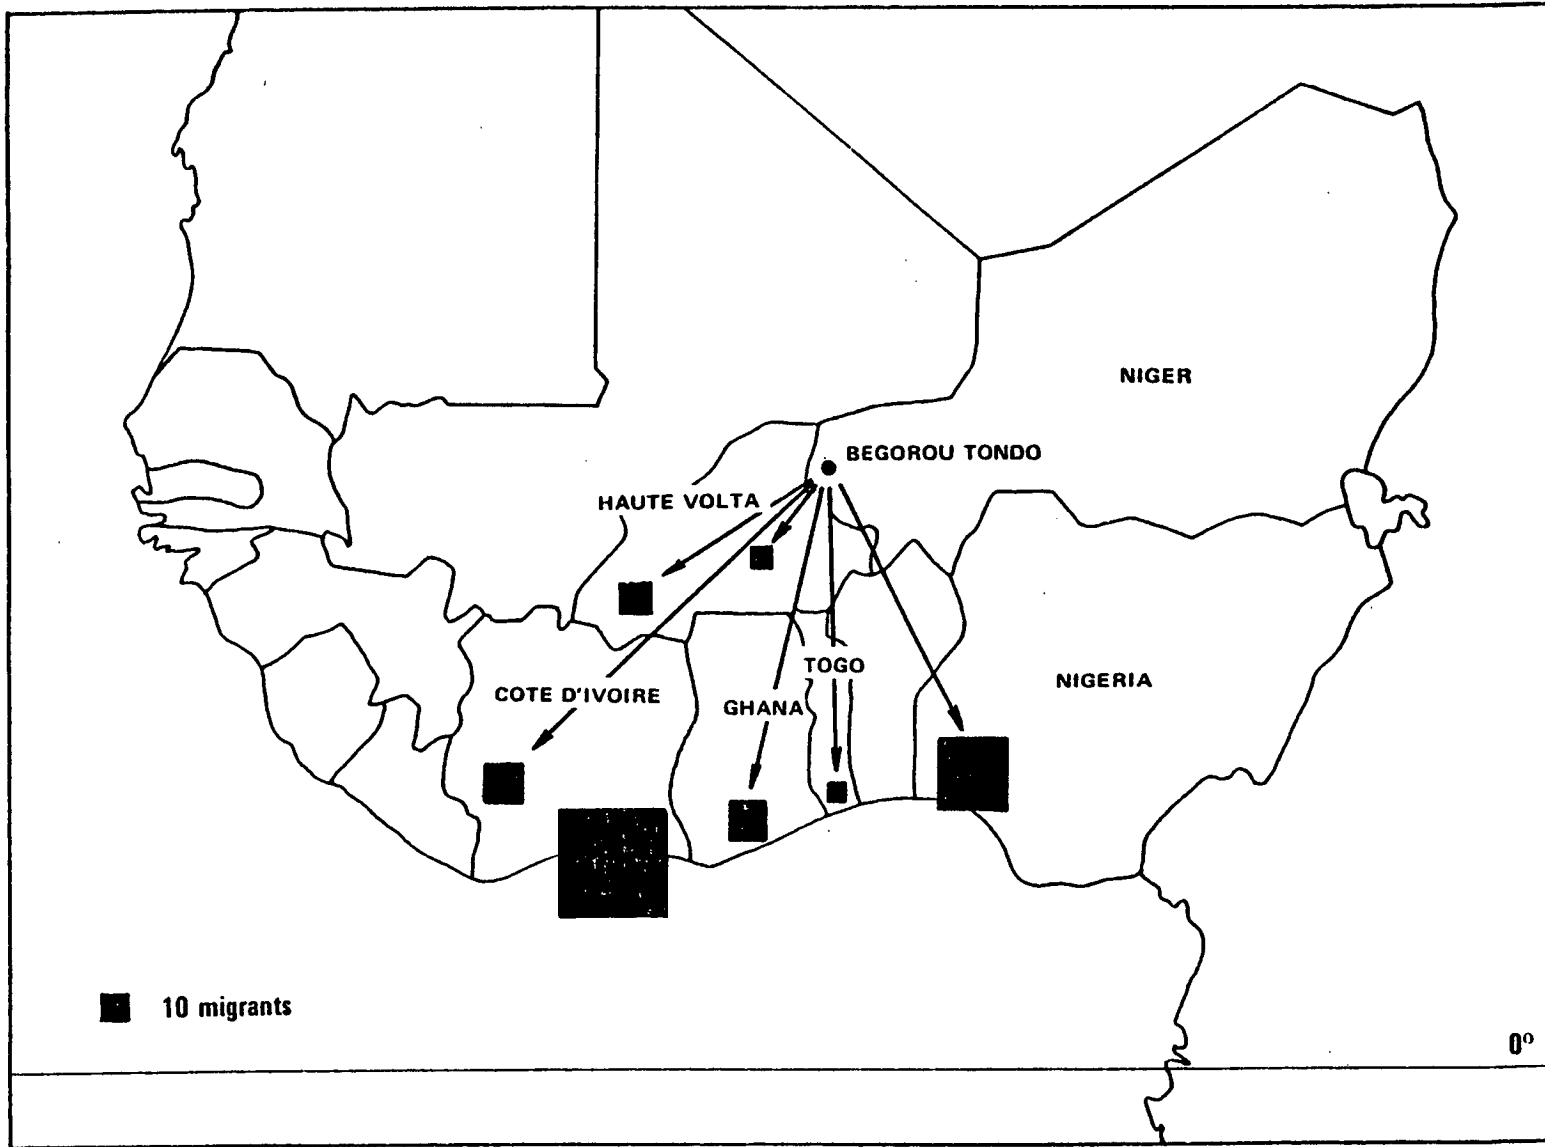 NIGER
BEGOROU TONDO
HAUTE VOLTA
TOGO
COTE D'IVOIRE
GHANA
NIGERIA
10 migrants
0°